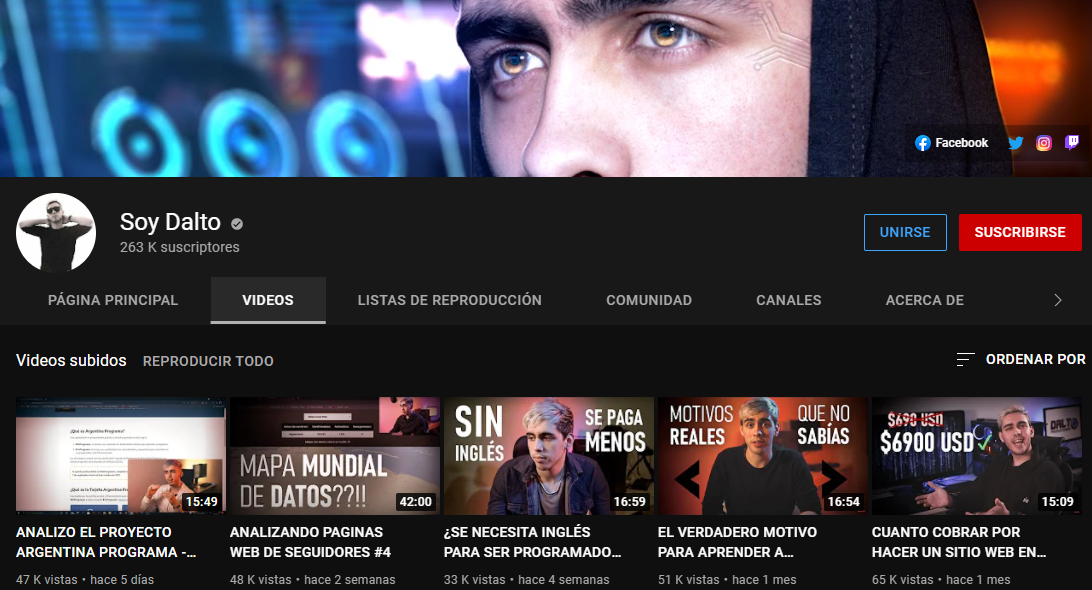 Facebook
Soy Dalto
263 K suscriptores
UNIRSE
SUSCRIBIRSE
PÁGINA PRINCIPAL
VIDEOS
LISTAS DE REPRODUCCIÓN
COMUNIDAD
CANALES
ACERCA DE
Videos subidos
REPRODUCIR TODO
ORDENAR POR
¿Qué es Argentina Programa?
15:49
MAPA MUNDIAL
DE DATOS??!!
42:00
SIN
INGLÉS
SE PAGA
MENOS
16:59
MOTIVOS
REALES
QUE NO
SABÍAS
16:54
$690 USD
$6900 USD
DALTO
15:09
ANALIZO EL PROYECTO
ARGENTINA PROGRAMA -...
47 K vistas • hace 5 días
ANALIZANDO PAGINAS
WEB DE SEGUIDORES #4
48 K vistas • hace 2 semanas
¿SE NECESITA INGLÉS
PARA SER PROGRAMADO...
33 K vistas • hace 4 semanas
EL VERDADERO MOTIVO
PARA APRENDER A...
51 K vistas • hace 1 mes
CUANTO COBRAR POR
HACER UN SITIO WEB EN...
65 K vistas • hace 1 mes